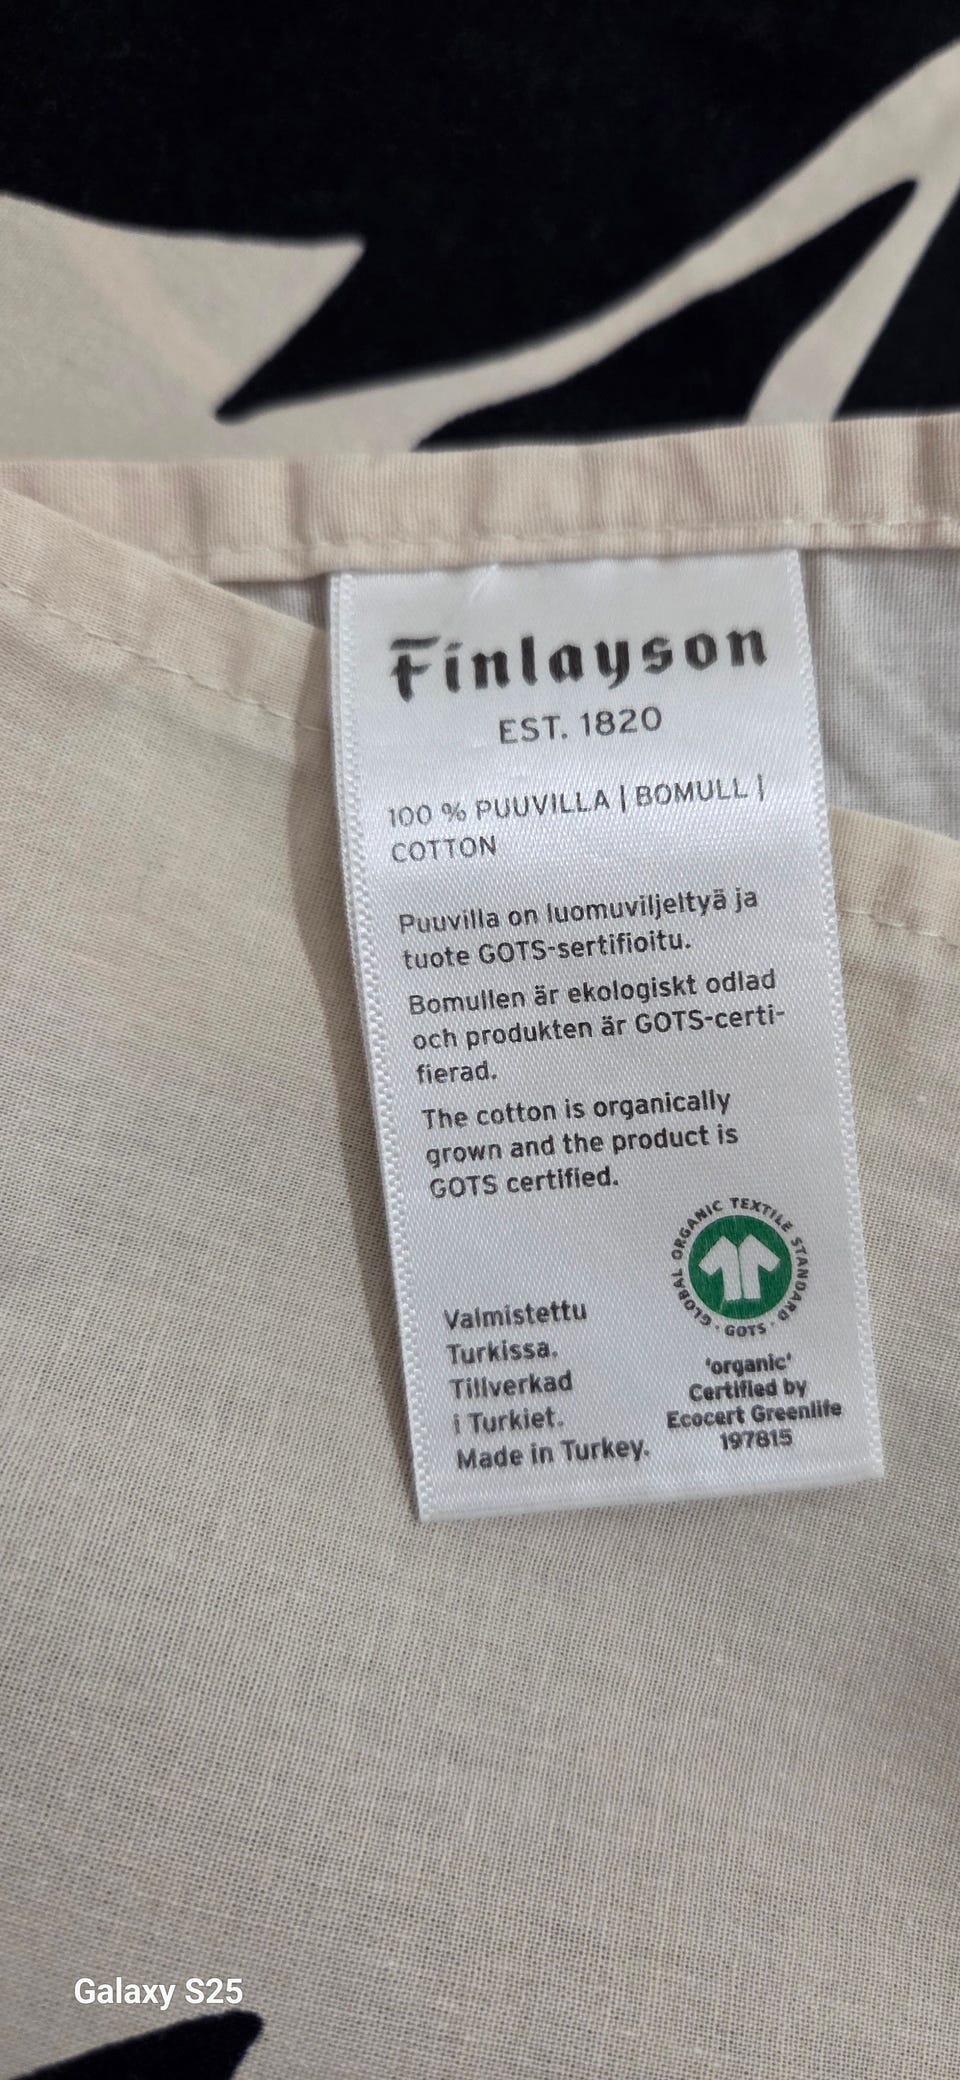 Finlayson
EST. 1820
100 % PUUVILLA | BOMULL |
COTTON
Puuvilla on luomuviljeltyä ja
tuote GOTS-sertifioitu.
Bomullen är ekologiskt odlad
och produkten är GOTS-certi-
fierad.
The cotton is organically
grown and the product is
GOTS certified.
GLOBAL ORGANIC TEXTILE STANDARD
· GOTS ·
Valmistettu
Turkissa.
Tillverkad
i Turkiet.
Made in Turkey.
'organic'
Certified by
Ecocert Greenlife
197815
Galaxy S25